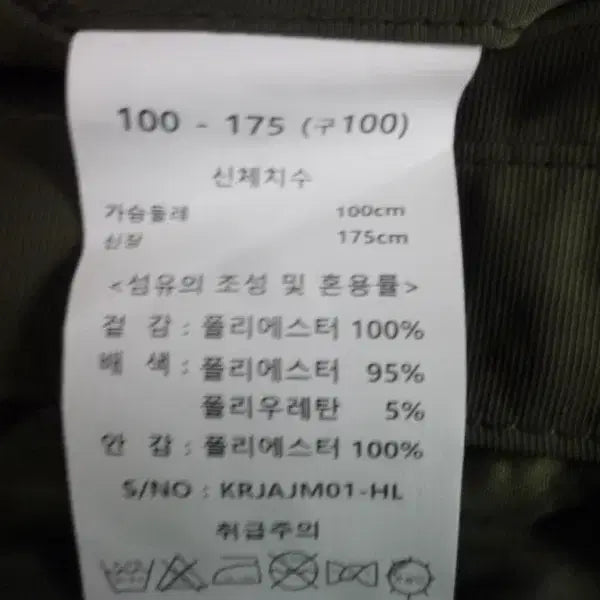 100 - 175 (구100)
신체치수
가슴둘레 100cm
신장 175cm
<섬유의 조성 및 혼용률>
겉 감 : 폴리에스터 100%
배 색 : 폴리에스터 95%
폴리우레탄 5%
안 감 : 폴리에스터 100%
S/NO : KRJAJM01-HL
취급주의